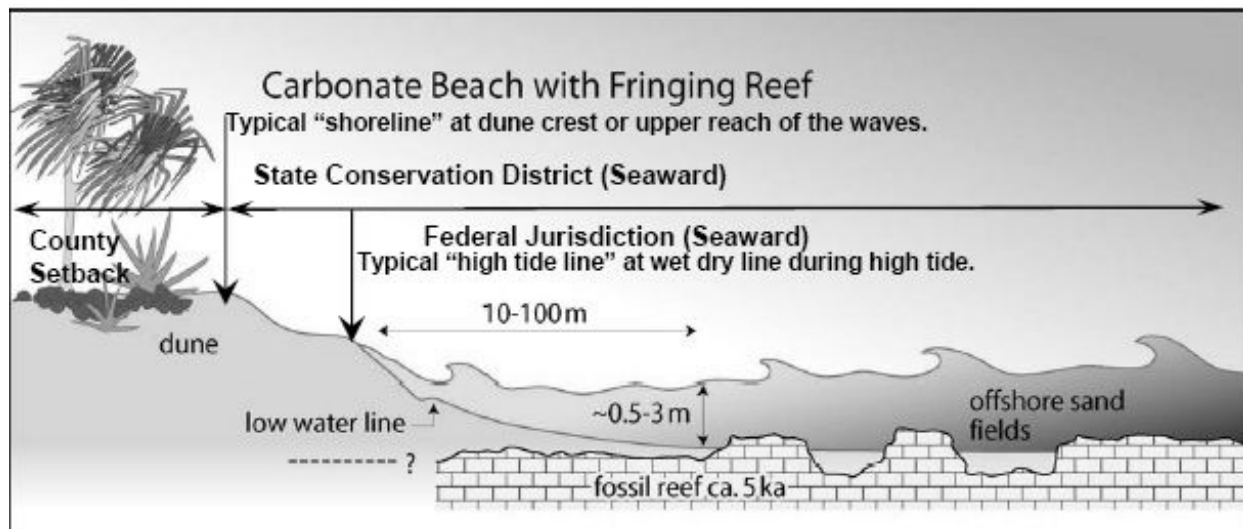 Carbonate Beach with Fringing Reef
Typical “shoreline” at dune crest or upper reach of the waves.
State Conservation District (Seaward)
County
Setback
Federal Jurisdiction (Seaward)
Typical “high tide line” at wet dry line during high tide.
10-100 m
dune
low water line
~0.5-3 m
offshore sand
fields
?
fossil reef ca. 5 ka